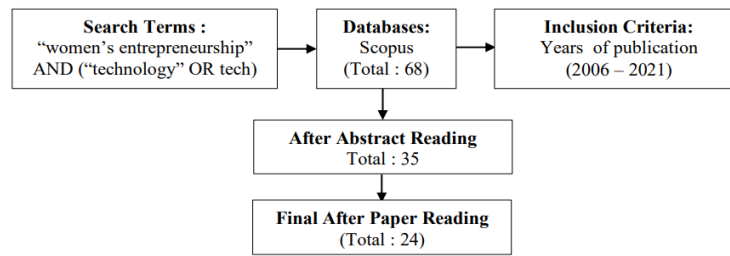 Search Terms :
“women’s entrepreneurship”
AND (“technology” OR tech)
Databases:
Scopus
(Total : 68)
Inclusion Criteria:
Years of publication
(2006 – 2021)
After Abstract Reading
Total : 35
Final After Paper Reading
(Total : 24)